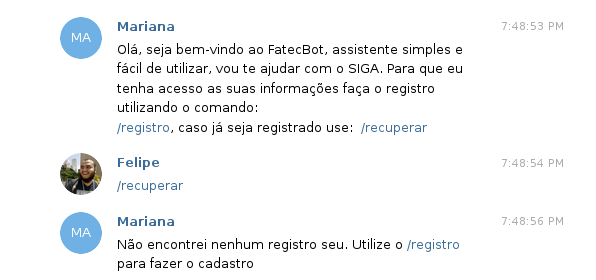 MA
Mariana 7:48:53 PM
Olá, seja bem-vindo ao FatecBot, assistente simples e
fácil de utilizar, vou te ajudar com o SIGA. Para que eu
tenha acesso as suas informações faça o registro
utilizando o comando:
/registro, caso já seja registrado use: /recuperar
Felipe 7:48:54 PM
/recuperar
MA
Mariana 7:48:56 PM
Não encontrei nenhum registro seu. Utilize o /registro
para fazer o cadastro